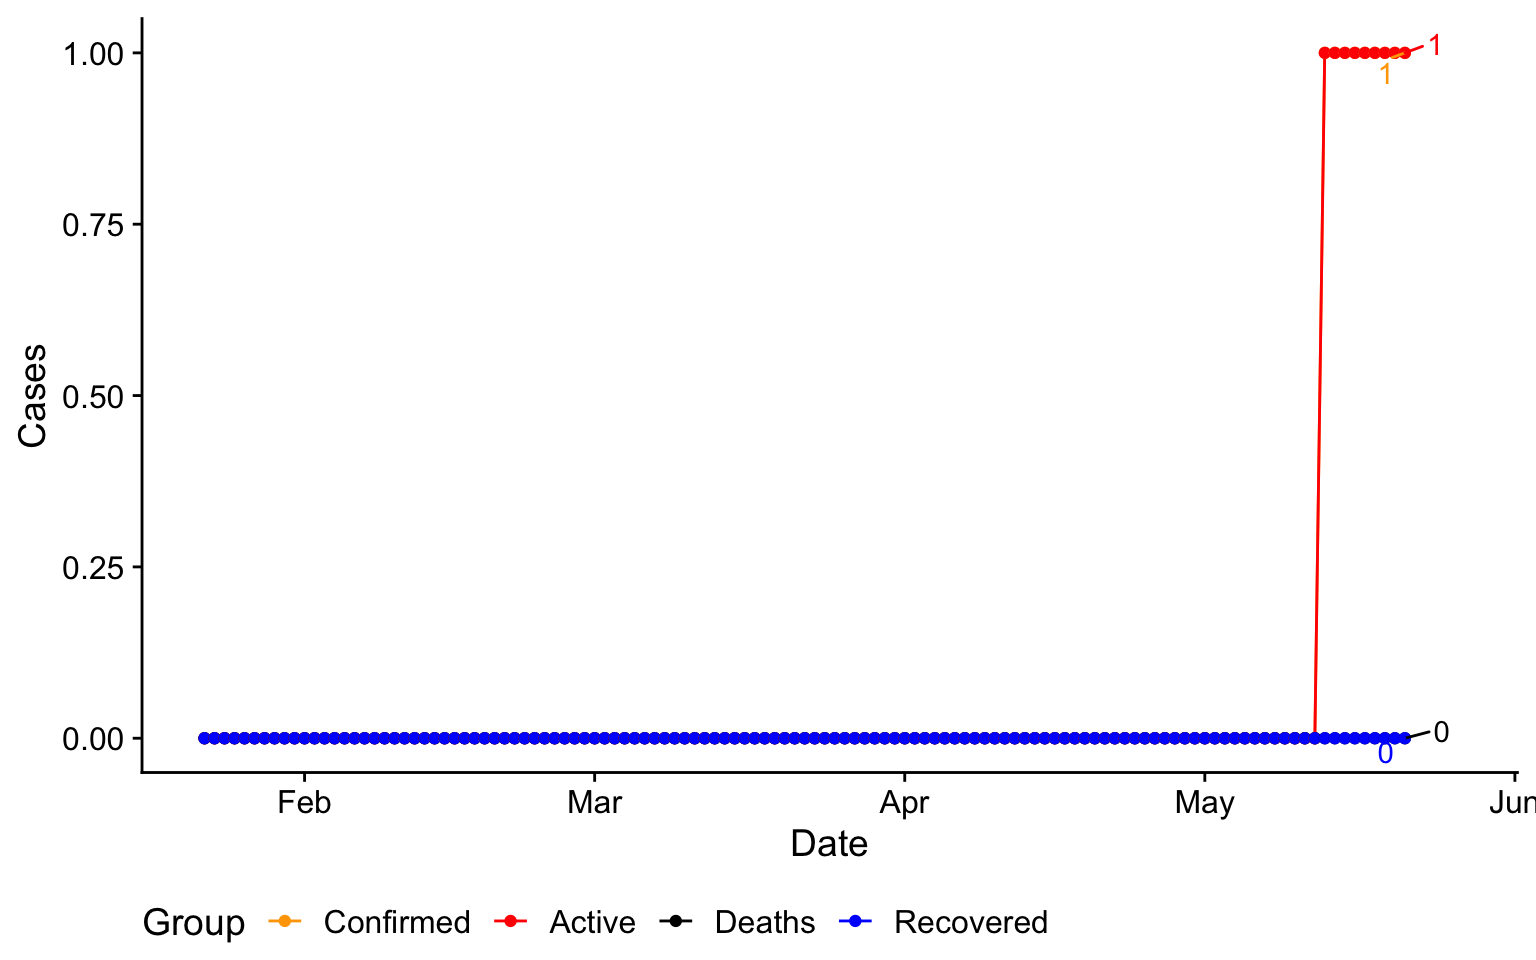 1.00
0.75
0.50
0.25
0.00
Cases
1
1
0
0
Feb Mar Apr May Jun
Date
Group Confirmed Active Deaths Recovered